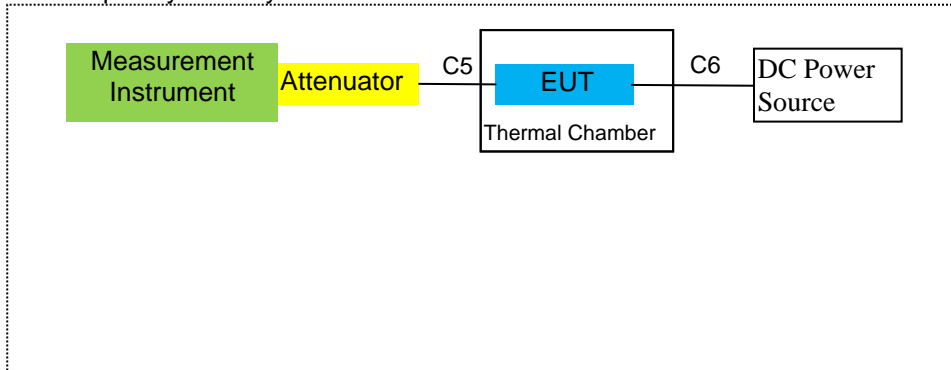 Measurement
Instrument
Attenuator
C5
EUT
Thermal Chamber
C6
DC Power
Source